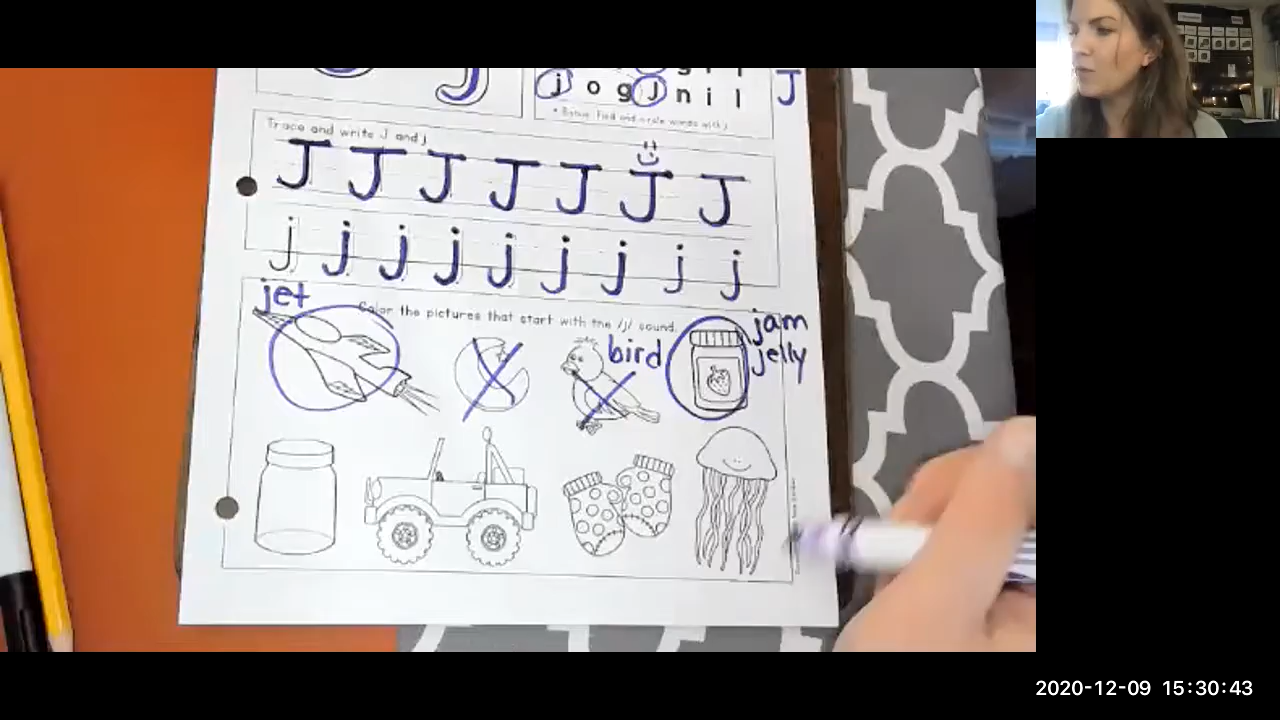 j o g J n i l
J
Trace and write J and j
J J J J J J J
j j j j j j j j j
jet
Color the pictures that start with the /j/ sound.
jam
bird
jelly
2020-12-09 15:30:43